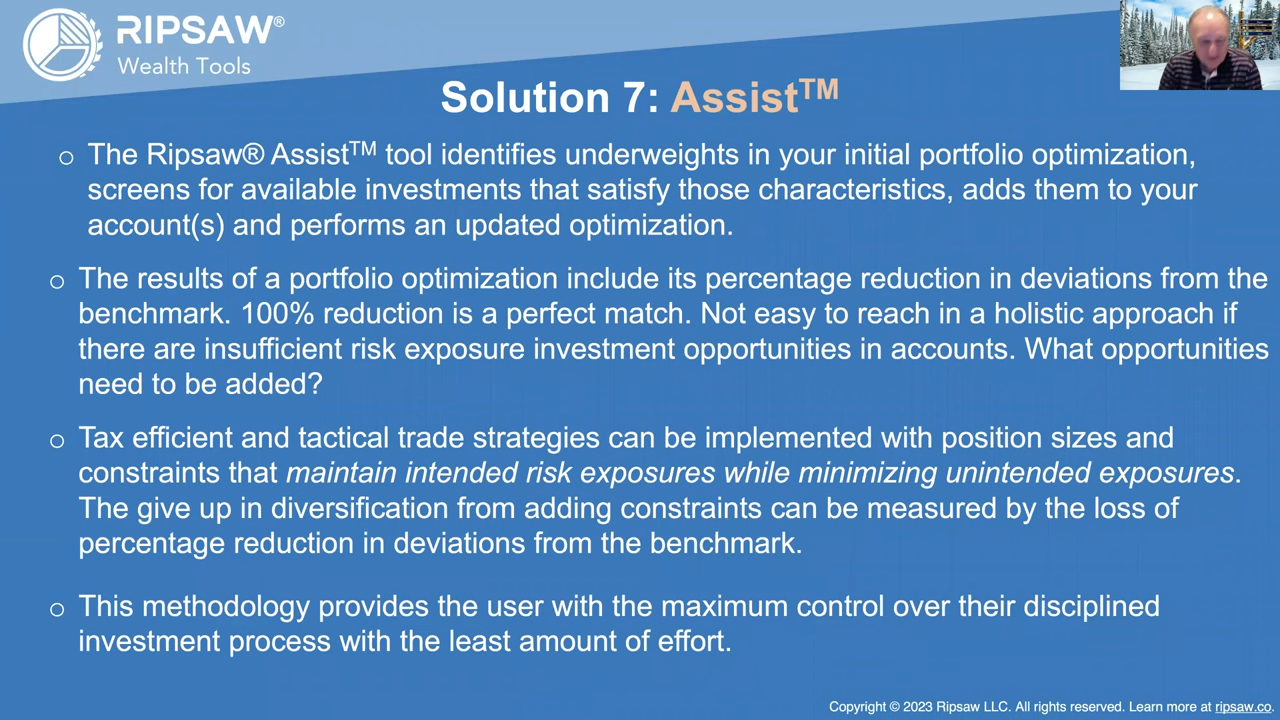 RIPSAW®
Wealth Tools
Solution 7: Assist™
o The Ripsaw® Assist™ tool identifies underweights in your initial portfolio optimization,
screens for available investments that satisfy those characteristics, adds them to your
account(s) and performs an updated optimization.
o The results of a portfolio optimization include its percentage reduction in deviations from the
benchmark. 100% reduction is a perfect match. Not easy to reach in a holistic approach if
there are insufficient risk exposure investment opportunities in accounts. What opportunities
need to be added?
o Tax efficient and tactical trade strategies can be implemented with position sizes and
constraints that maintain intended risk exposures while minimizing unintended exposures.
The give up in diversification from adding constraints can be measured by the loss of
percentage reduction in deviations from the benchmark.
o This methodology provides the user with the maximum control over their disciplined
investment process with the least amount of effort.
Copyright © 2023 Ripsaw LLC. All rights reserved. Learn more at ripsaw.co.